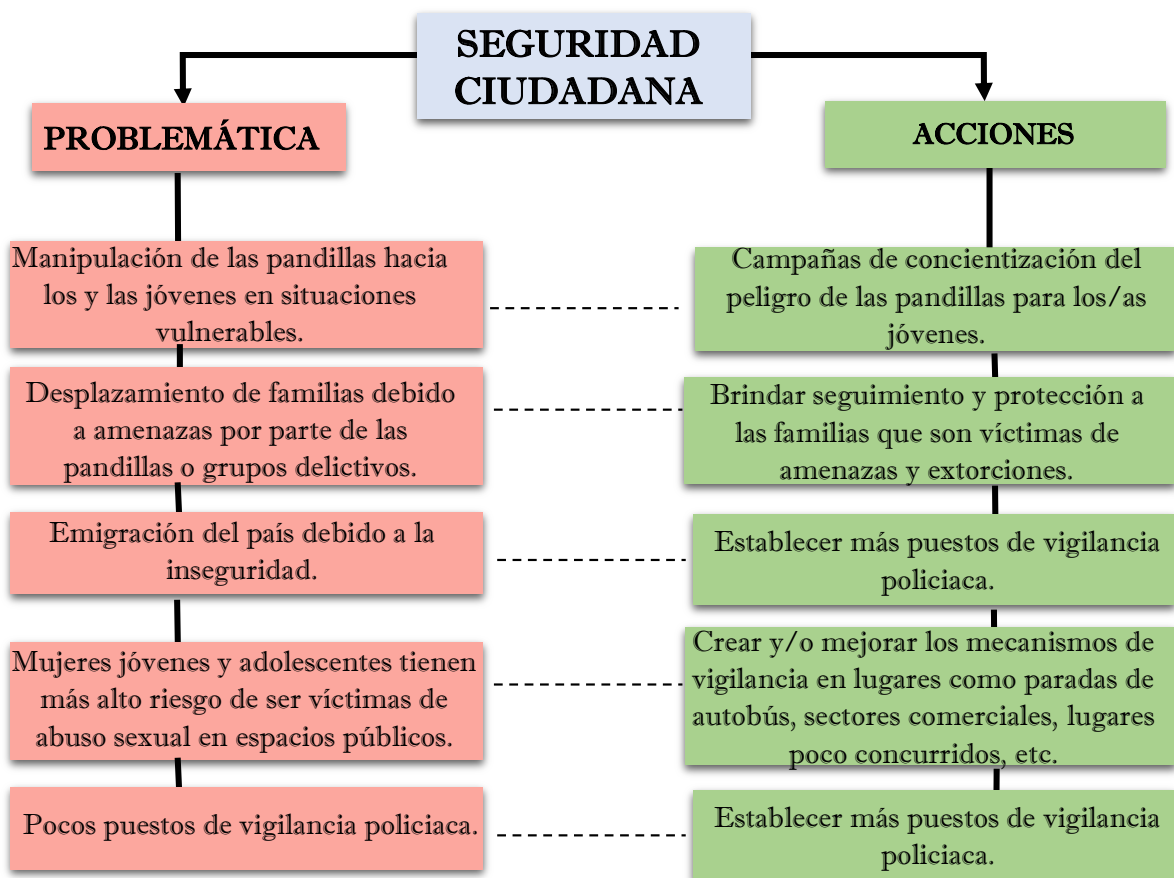 SEGURIDAD
CIUDADANA
PROBLEMÁTICA
ACCIONES
Manipulación de las pandillas hacia
los y las jóvenes en situaciones
vulnerables.
Campañas de concientización del
peligro de las pandillas para los/as
jóvenes.
Desplazamiento de familias debido
a amenazas por parte de las
pandillas o grupos delictivos.
Brindar seguimiento y protección a
las familias que son víctimas de
amenazas y extorciones.
Emigración del país debido a la
inseguridad.
Establecer más puestos de vigilancia
policiaca.
Mujeres jóvenes y adolescentes tienen
más alto riesgo de ser víctimas de
abuso sexual en espacios públicos.
Crear y/o mejorar los mecanismos de
vigilancia en lugares como paradas de
autobús, sectores comerciales, lugares
poco concurridos, etc.
Pocos puestos de vigilancia policiaca.
Establecer más puestos de vigilancia
policiaca.